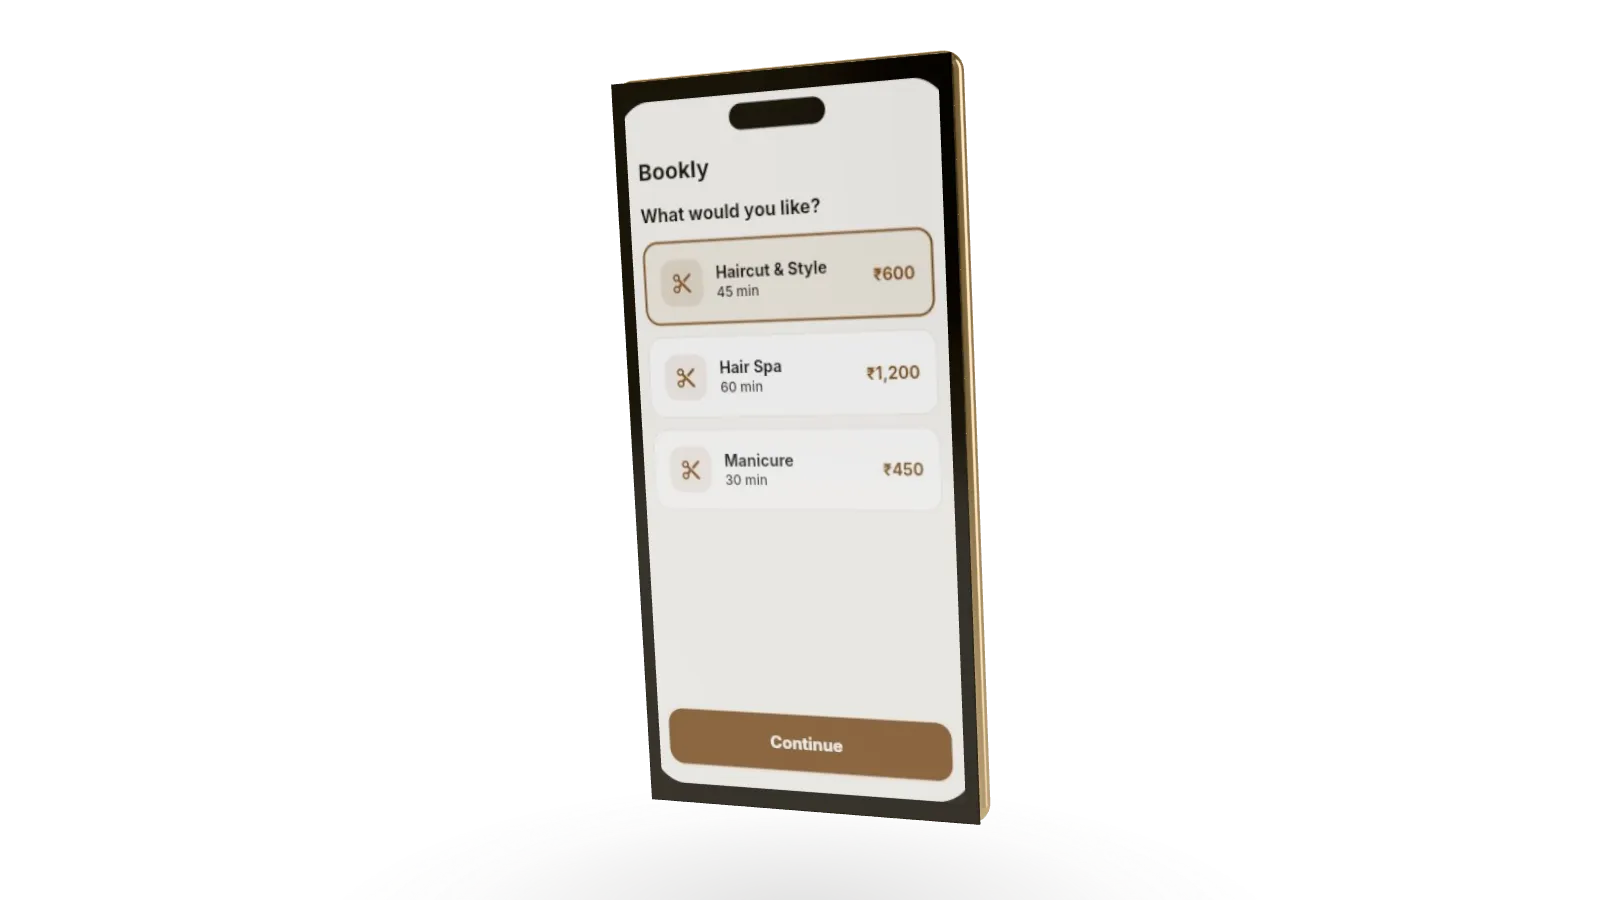 Bookly
What would you like?
Haircut & Style
45 min
₹600
Hair Spa
60 min
₹1,200
Manicure
30 min
₹450
Continue